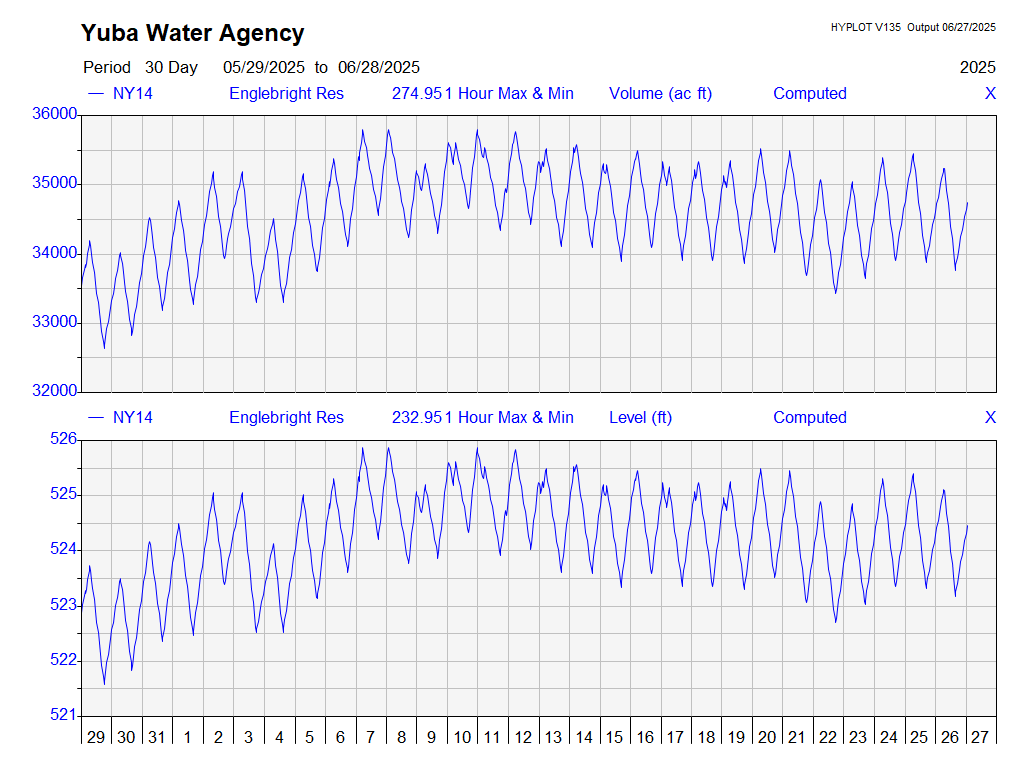 Yuba Water Agency
HYPLOT V135 Output 06/27/2025
Period 30 Day 05/29/2025 to 06/28/2025
2025
NY14 Englebright Res 274.951 Hour Max & Min Volume (ac ft) Computed X
36000
35000
34000
33000
32000
NY14 Englebright Res 232.951 Hour Max & Min Level (ft) Computed X
526
525
524
523
522
521
29 30 31 1 2 3 4 5 6 7 8 9 10 11 12 13 14 15 16 17 18 19 20 21 22 23 24 25 26 27